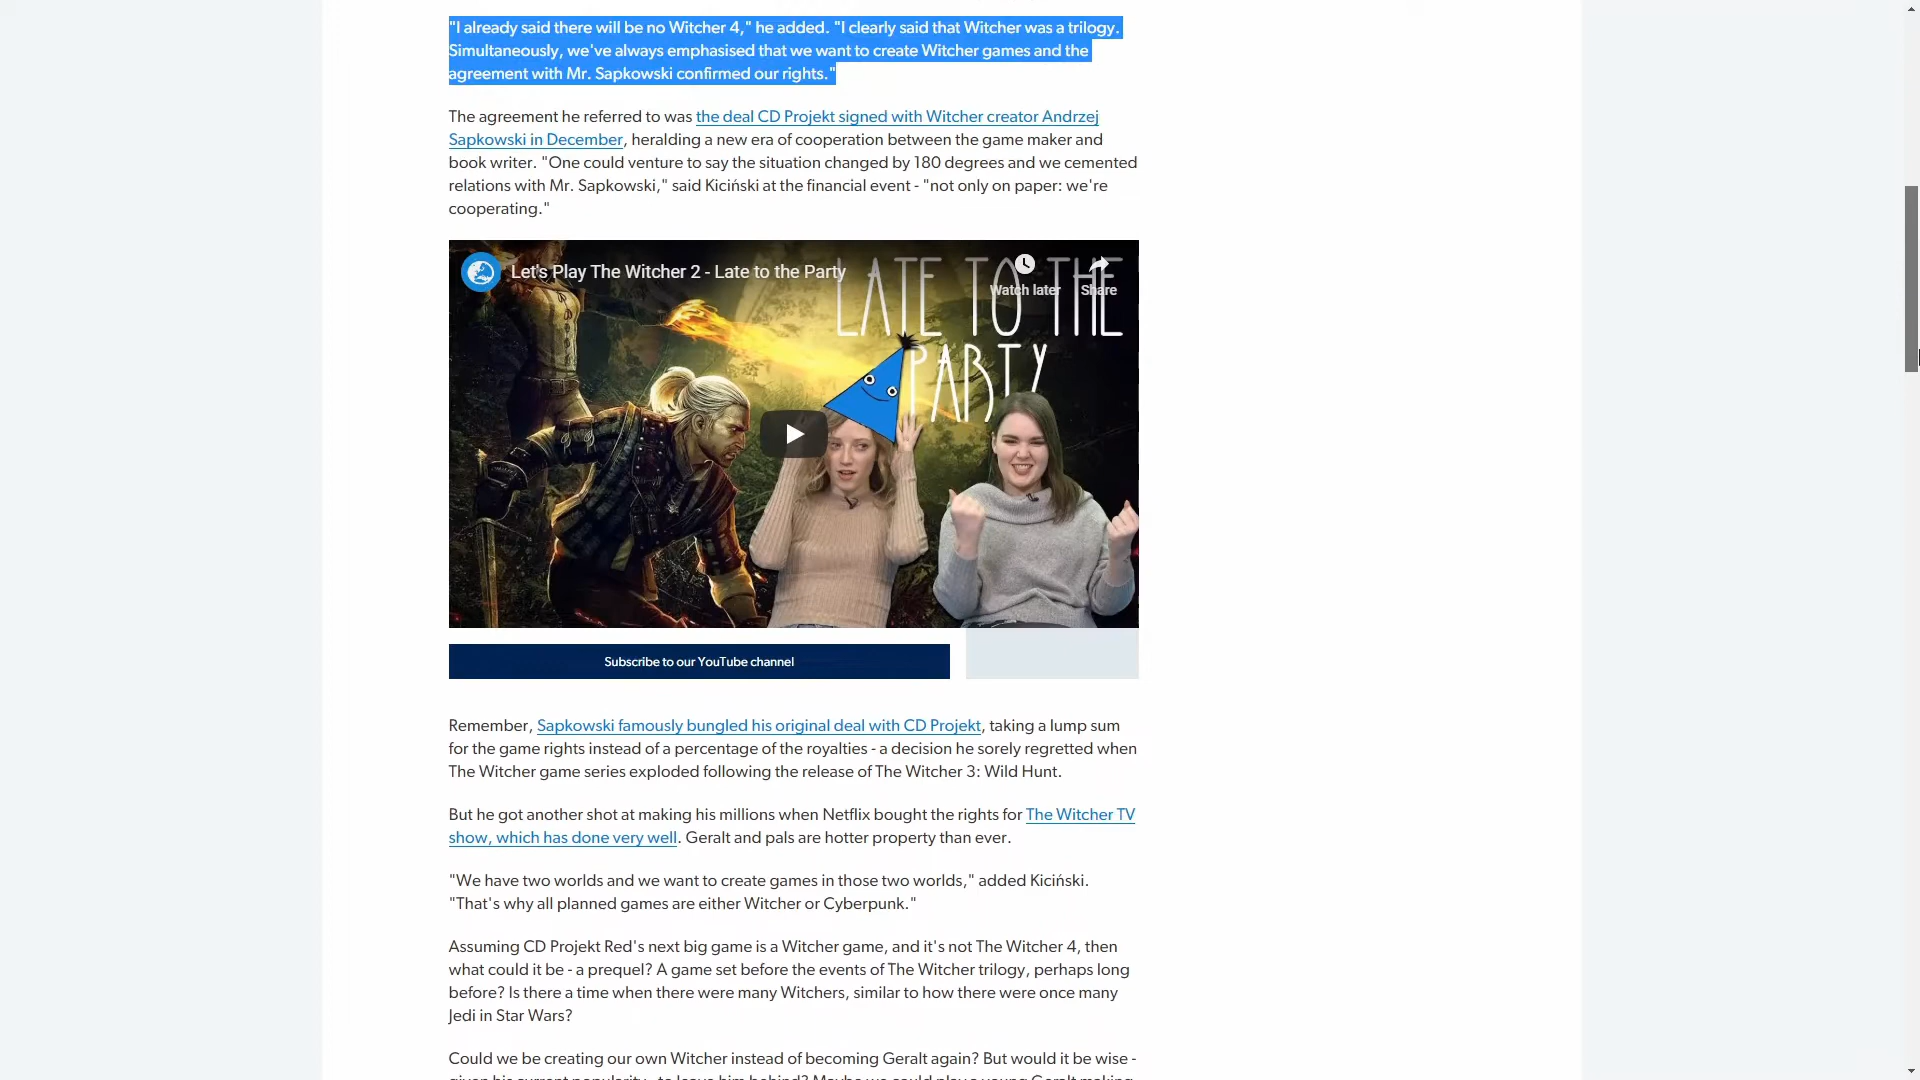 "I already said there will be no Witcher 4," he added. "I clearly said that Witcher was a trilogy.
Simultaneously, we've always emphasised that we want to create Witcher games and the
agreement with Mr. Sapkowski confirmed our rights."
The agreement he referred to was the deal CD Projekt signed with Witcher creator Andrzej
Sapkowski in December, heralding a new era of cooperation between the game maker and
book writer. "One could venture to say the situation changed by 180 degrees and we cemented
relations with Mr. Sapkowski," said Kiciński at the financial event - "not only on paper: we're
cooperating."
Let's Play The Witcher 2 - Late to the Party
Watch later
Share
LATE TO THE
PARTY
Subscribe to our YouTube channel
Remember, Sapkowski famously bungled his original deal with CD Projekt, taking a lump sum
for the game rights instead of a percentage of the royalties - a decision he sorely regretted when
The Witcher game series exploded following the release of The Witcher 3: Wild Hunt.
But he got another shot at making his millions when Netflix bought the rights for The Witcher TV
show, which has done very well. Geralt and pals are hotter property than ever.
"We have two worlds and we want to create games in those two worlds," added Kiciński.
"That's why all planned games are either Witcher or Cyberpunk."
Assuming CD Projekt Red's next big game is a Witcher game, and it's not The Witcher 4, then
what could it be - a prequel? A game set before the events of The Witcher trilogy, perhaps long
before? Is there a time when there were many Witchers, similar to how there were once many
Jedi in Star Wars?
Could we be creating our own Witcher instead of becoming Geralt again? But would it be wise -